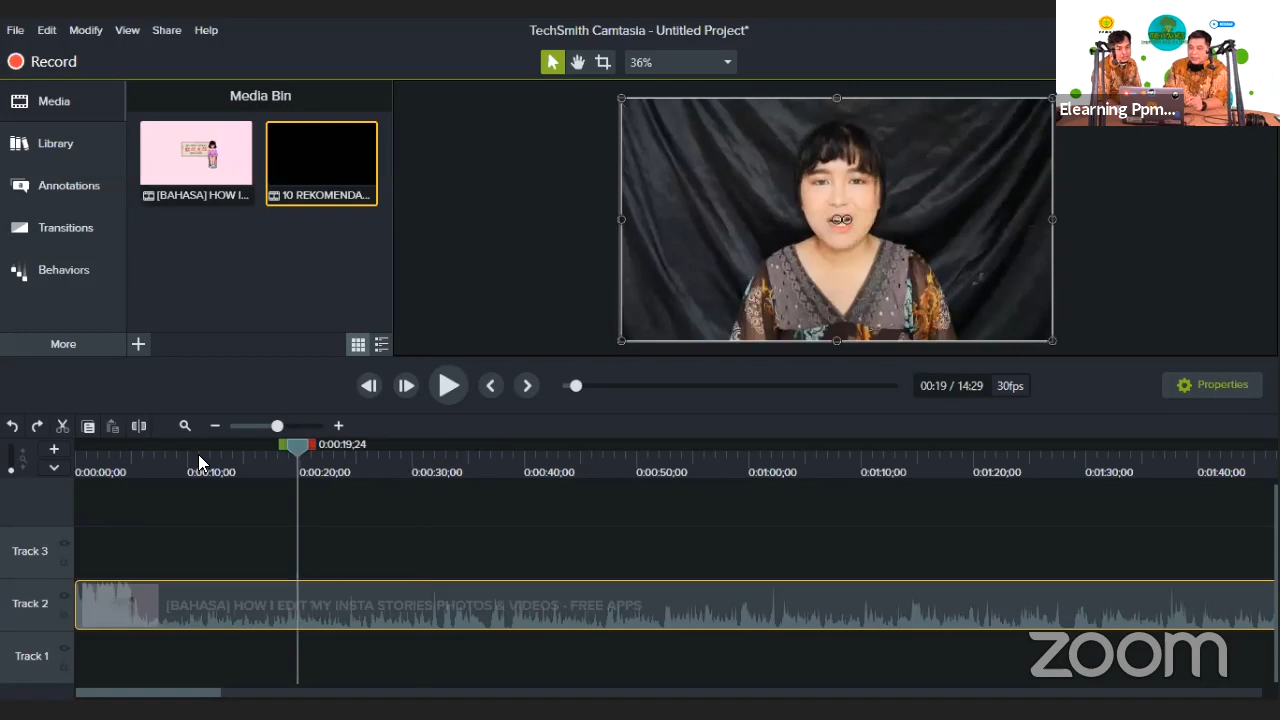 File Edit Modify View Share Help
TechSmith Camtasia - Untitled Project*
Record
36%
Elearning Ppm...
Media
Library
Annotations
Transitions
Behaviors
More
Media Bin
[BAHASA] HOW I...
10 REKOMENDA...
00:19 / 14:29 30fps
Properties
0:00:19;24
0:00:00;00 0:00:10;00 0:00:20;00 0:00:30;00 0:00:40;00 0:00:50;00 0:01:00;00 0:01:10;00 0:01:20;00 0:01:30;00 0:01:40;00
Track 3
Track 2
[BAHASA] HOW I EDIT MY INSTA STORIES PHOTOS & VIDEOS - FREE APPS
Track 1
zoom